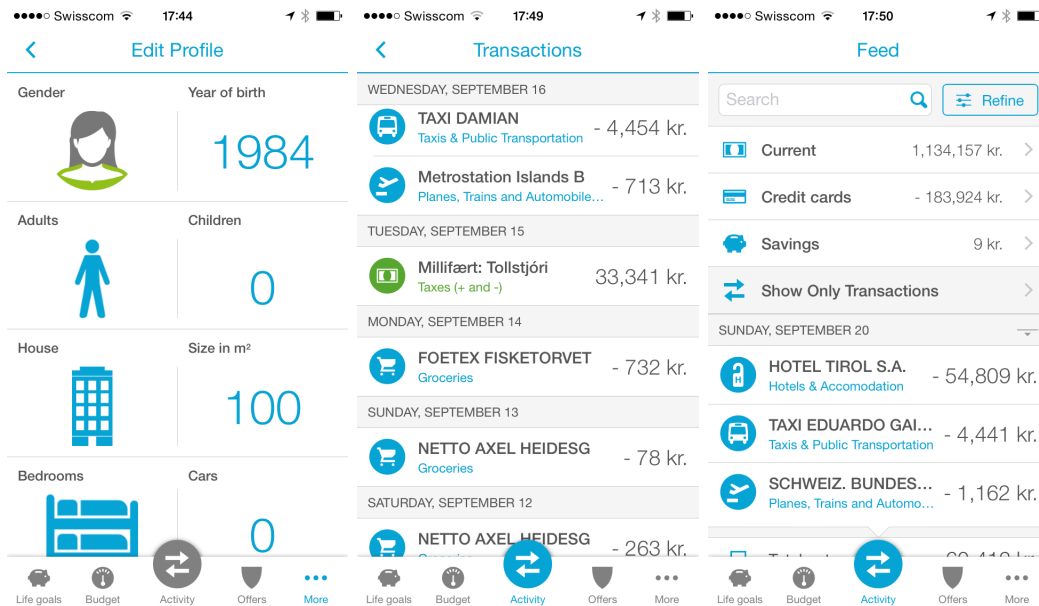 Swisscom 17:44
Edit Profile
Gender Year of birth
1984
Adults Children
0
House Size in m²
100
Bedrooms Cars
0
Life goals Budget Activity Offers More
Swisscom 17:49
Transactions
WEDNESDAY, SEPTEMBER 16
TAXI DAMIAN
Taxis & Public Transportation
- 4,454 kr.
Metrostation Islands B
Planes, Trains and Automobile...
- 713 kr.
TUESDAY, SEPTEMBER 15
Millifært: Tollstjóri
Taxes (+ and -)
33,341 kr.
MONDAY, SEPTEMBER 14
FOETEX FISKETORVET
Groceries
- 732 kr.
SUNDAY, SEPTEMBER 13
NETTO AXEL HEIDESG
Groceries
- 78 kr.
SATURDAY, SEPTEMBER 12
NETTO AXEL HEIDESG
- 263 kr.
Life goals Budget Activity Offers More
Swisscom 17:50
Feed
Search Refine
Current 1,134,157 kr.
Credit cards - 183,924 kr.
Savings 9 kr.
Show Only Transactions
SUNDAY, SEPTEMBER 20
HOTEL TIROL S.A.
Hotels & Accomodation
- 54,809 kr.
TAXI EDUARDO GAI...
Taxis & Public Transportation
- 4,441 kr.
SCHWEIZ. BUNDES...
Planes, Trains and Automo...
- 1,162 kr.
Life goals Budget Activity Offers More